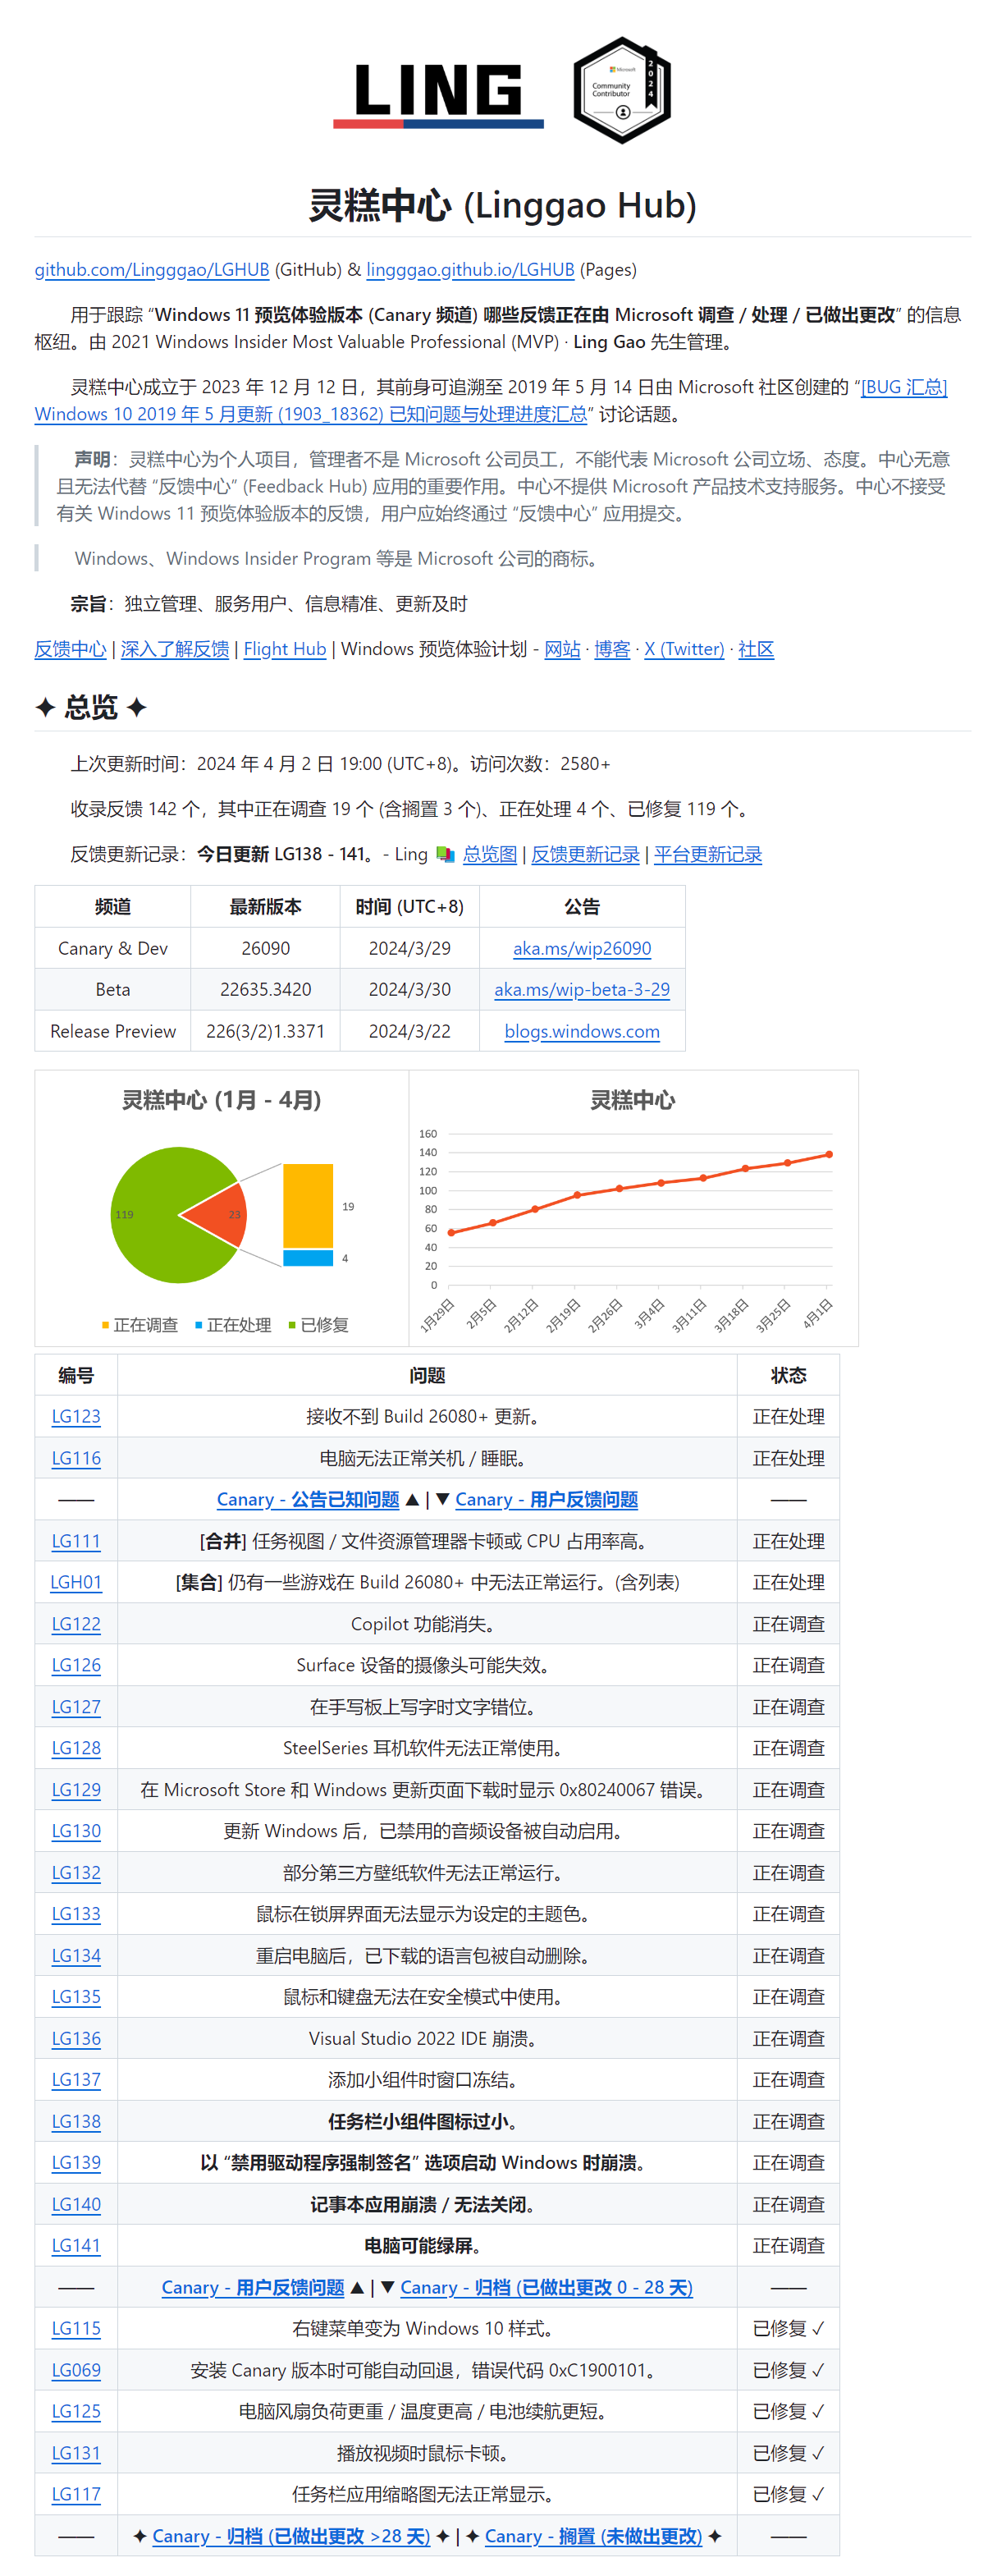 LING
Microsoft
Community
Contributor
2024
灵糕中心 (Linggao Hub)
github.com/Lingggao/LGHUB (GitHub) & lingggao.github.io/LGHUB (Pages)
用于跟踪 “Windows 11 预览体验版本 (Canary 频道) 哪些反馈正在由 Microsoft 调查 / 处理 / 已做出更改” 的信息
枢纽。由 2021 Windows Insider Most Valuable Professional (MVP) · Ling Gao 先生管理。
灵糕中心成立于 2023 年 12 月 12 日，其前身可追溯至 2019 年 5 月 14 日由 Microsoft 社区创建的 “[BUG 汇总]
Windows 10 2019 年 5 月更新 (1903_18362) 已知问题与处理进度汇总” 讨论话题。
声明：灵糕中心为个人项目，管理者不是 Microsoft 公司员工，不能代表 Microsoft 公司立场、态度。中心无意
且无法代替 “反馈中心” (Feedback Hub) 应用的重要作用。中心不提供 Microsoft 产品技术支持服务。中心不接受
有关 Windows 11 预览体验版本的反馈，用户应始终通过 “反馈中心” 应用提交。
Windows、Windows Insider Program 等是 Microsoft 公司的商标。
宗旨：独立管理、服务用户、信息精准、更新及时
反馈中心 | 深入了解反馈 | Flight Hub | Windows 预览体验计划 - 网站 · 博客 · X (Twitter) · 社区
✦ 总览 ✦
上次更新时间：2024 年 4 月 2 日 19:00 (UTC+8)。访问次数：2580+
收录反馈 142 个，其中正在调查 19 个 (含搁置 3 个)、正在处理 4 个、已修复 119 个。
反馈更新记录：今日更新 LG138 - 141。- Ling 总览图 | 反馈更新记录 | 平台更新记录
频道 最新版本 时间 (UTC+8) 公告
Canary & Dev 26090 2024/3/29 aka.ms/wip26090
Beta 22635.3420 2024/3/30 aka.ms/wip-beta-3-29
Release Preview 226(3/2)1.3371 2024/3/22 blogs.windows.com
灵糕中心 (1月 - 4月)
119
23
19
4
正在调查 正在处理 已修复
灵糕中心
160
140
120
100
80
60
40
20
0
1月29日 2月5日 2月12日 2月19日 2月26日 3月4日 3月11日 3月18日 3月25日 4月1日
编号 问题 状态
LG123 接收不到 Build 26080+ 更新。 正在处理
LG116 电脑无法正常关机 / 睡眠。 正在处理
—— Canary - 公告已知问题 ▲ | ▼ Canary - 用户反馈问题 ——
LG111 [合并] 任务视图 / 文件资源管理器卡顿或 CPU 占用率高。 正在处理
LGH01 [集合] 仍有一些游戏在 Build 26080+ 中无法正常运行。(含列表) 正在处理
LG122 Copilot 功能消失。 正在调查
LG126 Surface 设备的摄像头可能失效。 正在调查
LG127 在手写板上写字时文字错位。 正在调查
LG128 SteelSeries 耳机软件无法正常使用。 正在调查
LG129 在 Microsoft Store 和 Windows 更新页面下载时显示 0x80240067 错误。 正在调查
LG130 更新 Windows 后，已禁用的音频设备被自动启用。 正在调查
LG132 部分第三方壁纸软件无法正常运行。 正在调查
LG133 鼠标在锁屏界面无法显示为设定的主题色。 正在调查
LG134 重启电脑后，已下载的语言包被自动删除。 正在调查
LG135 鼠标和键盘无法在安全模式中使用。 正在调查
LG136 Visual Studio 2022 IDE 崩溃。 正在调查
LG137 添加小组件时窗口冻结。 正在调查
LG138 任务栏小组件图标过小。 正在调查
LG139 以 “禁用驱动程序强制签名” 选项启动 Windows 时崩溃。 正在调查
LG140 记事本应用崩溃 / 无法关闭。 正在调查
LG141 电脑可能绿屏。 正在调查
—— Canary - 用户反馈问题 ▲ | ▼ Canary - 归档 (已做出更改 0 - 28 天) ——
LG115 右键菜单变为 Windows 10 样式。 已修复 ✓
LG069 安装 Canary 版本时可能自动回退，错误代码 0xC1900101。 已修复 ✓
LG125 电脑风扇负荷更重 / 温度更高 / 电池续航更短。 已修复 ✓
LG131 播放视频时鼠标卡顿。 已修复 ✓
LG117 任务栏应用缩略图无法正常显示。 已修复 ✓
—— ✦ Canary - 归档 (已做出更改 >28 天) ✦ | ✦ Canary - 搁置 (未做出更改) ✦ ——